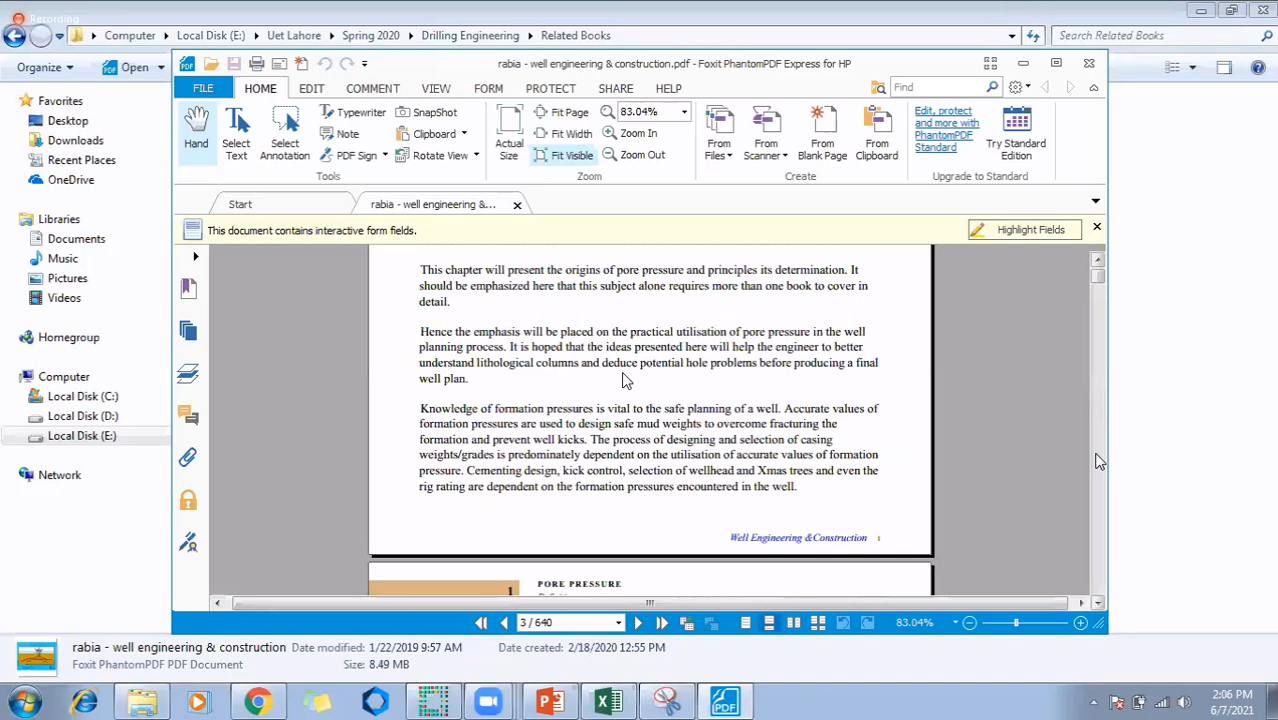 Recording
Computer Local Disk (E:) Uet Lahore Spring 2020 Drilling Engineering Related Books Search Related Books
Organize Open
rabia - well engineering & construction.pdf - Foxit PhantomPDF Express for HP
FILE HOME EDIT COMMENT VIEW FORM PROTECT SHARE HELP Find
Hand
Select Text
Select Annotation
Typewriter
Note
PDF Sign
SnapShot
Clipboard
Rotate View
Tools
Actual Size
Fit Page
Fit Width
Fit Visible
83.04%
Zoom In
Zoom Out
Zoom
From Files
From Scanner
From Blank Page
From Clipboard
Create
Edit, protect
and more with
PhantomPDF
Standard
Try Standard Edition
Upgrade to Standard
Start rabia - well engineering &...
This document contains interactive form fields. Highlight Fields
Favorites
Desktop
Downloads
Recent Places
OneDrive
Libraries
Documents
Music
Pictures
Videos
Homegroup
Computer
Local Disk (C:)
Local Disk (D:)
Local Disk (E:)
Network
This chapter will present the origins of pore pressure and principles its determination. It
should be emphasized here that this subject alone requires more than one book to cover in
detail.
Hence the emphasis will be placed on the practical utilisation of pore pressure in the well
planning process. It is hoped that the ideas presented here will help the engineer to better
understand lithological columns and deduce potential hole problems before producing a final
well plan.
Knowledge of formation pressures is vital to the safe planning of a well. Accurate values of
formation pressures are used to design safe mud weights to overcome fracturing the
formation and prevent well kicks. The process of designing and selection of casing
weights/grades is predominately dependent on the utilisation of accurate values of formation
pressure. Cementing design, kick control, selection of wellhead and Xmas trees and even the
rig rating are dependent on the formation pressures encountered in the well.
Well Engineering &Construction 1
1 PORE PRESSURE
3 / 640 83.04%
rabia - well engineering & construction Date modified: 1/22/2019 9:57 AM Date created: 2/18/2020 12:55 PM
Foxit PhantomPDF PDF Document Size: 8.49 MB
PDF
2:06 PM
6/7/2021